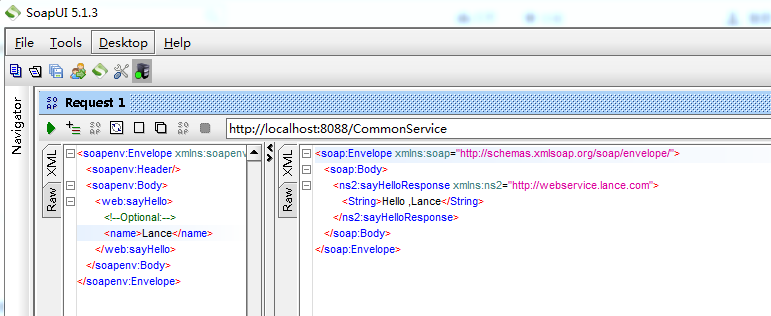 SoapUI 5.1.3
File Tools Desktop Help
Request 1
http://localhost:8088/CommonService
Navigator
XML
Raw
<soapenv:Envelope xmlns:soapenv
<soapenv:Header/>
<soapenv:Body>
<web:sayHello>
<!--Optional:-->
<name>Lance</name>
</web:sayHello>
</soapenv:Body>
</soapenv:Envelope>
XML
Raw
<soap:Envelope xmlns:soap="http://schemas.xmlsoap.org/soap/envelope/">
<soap:Body>
<ns2:sayHelloResponse xmlns:ns2="http://webservice.lance.com">
<String>Hello ,Lance</String>
</ns2:sayHelloResponse>
</soap:Body>
</soap:Envelope>